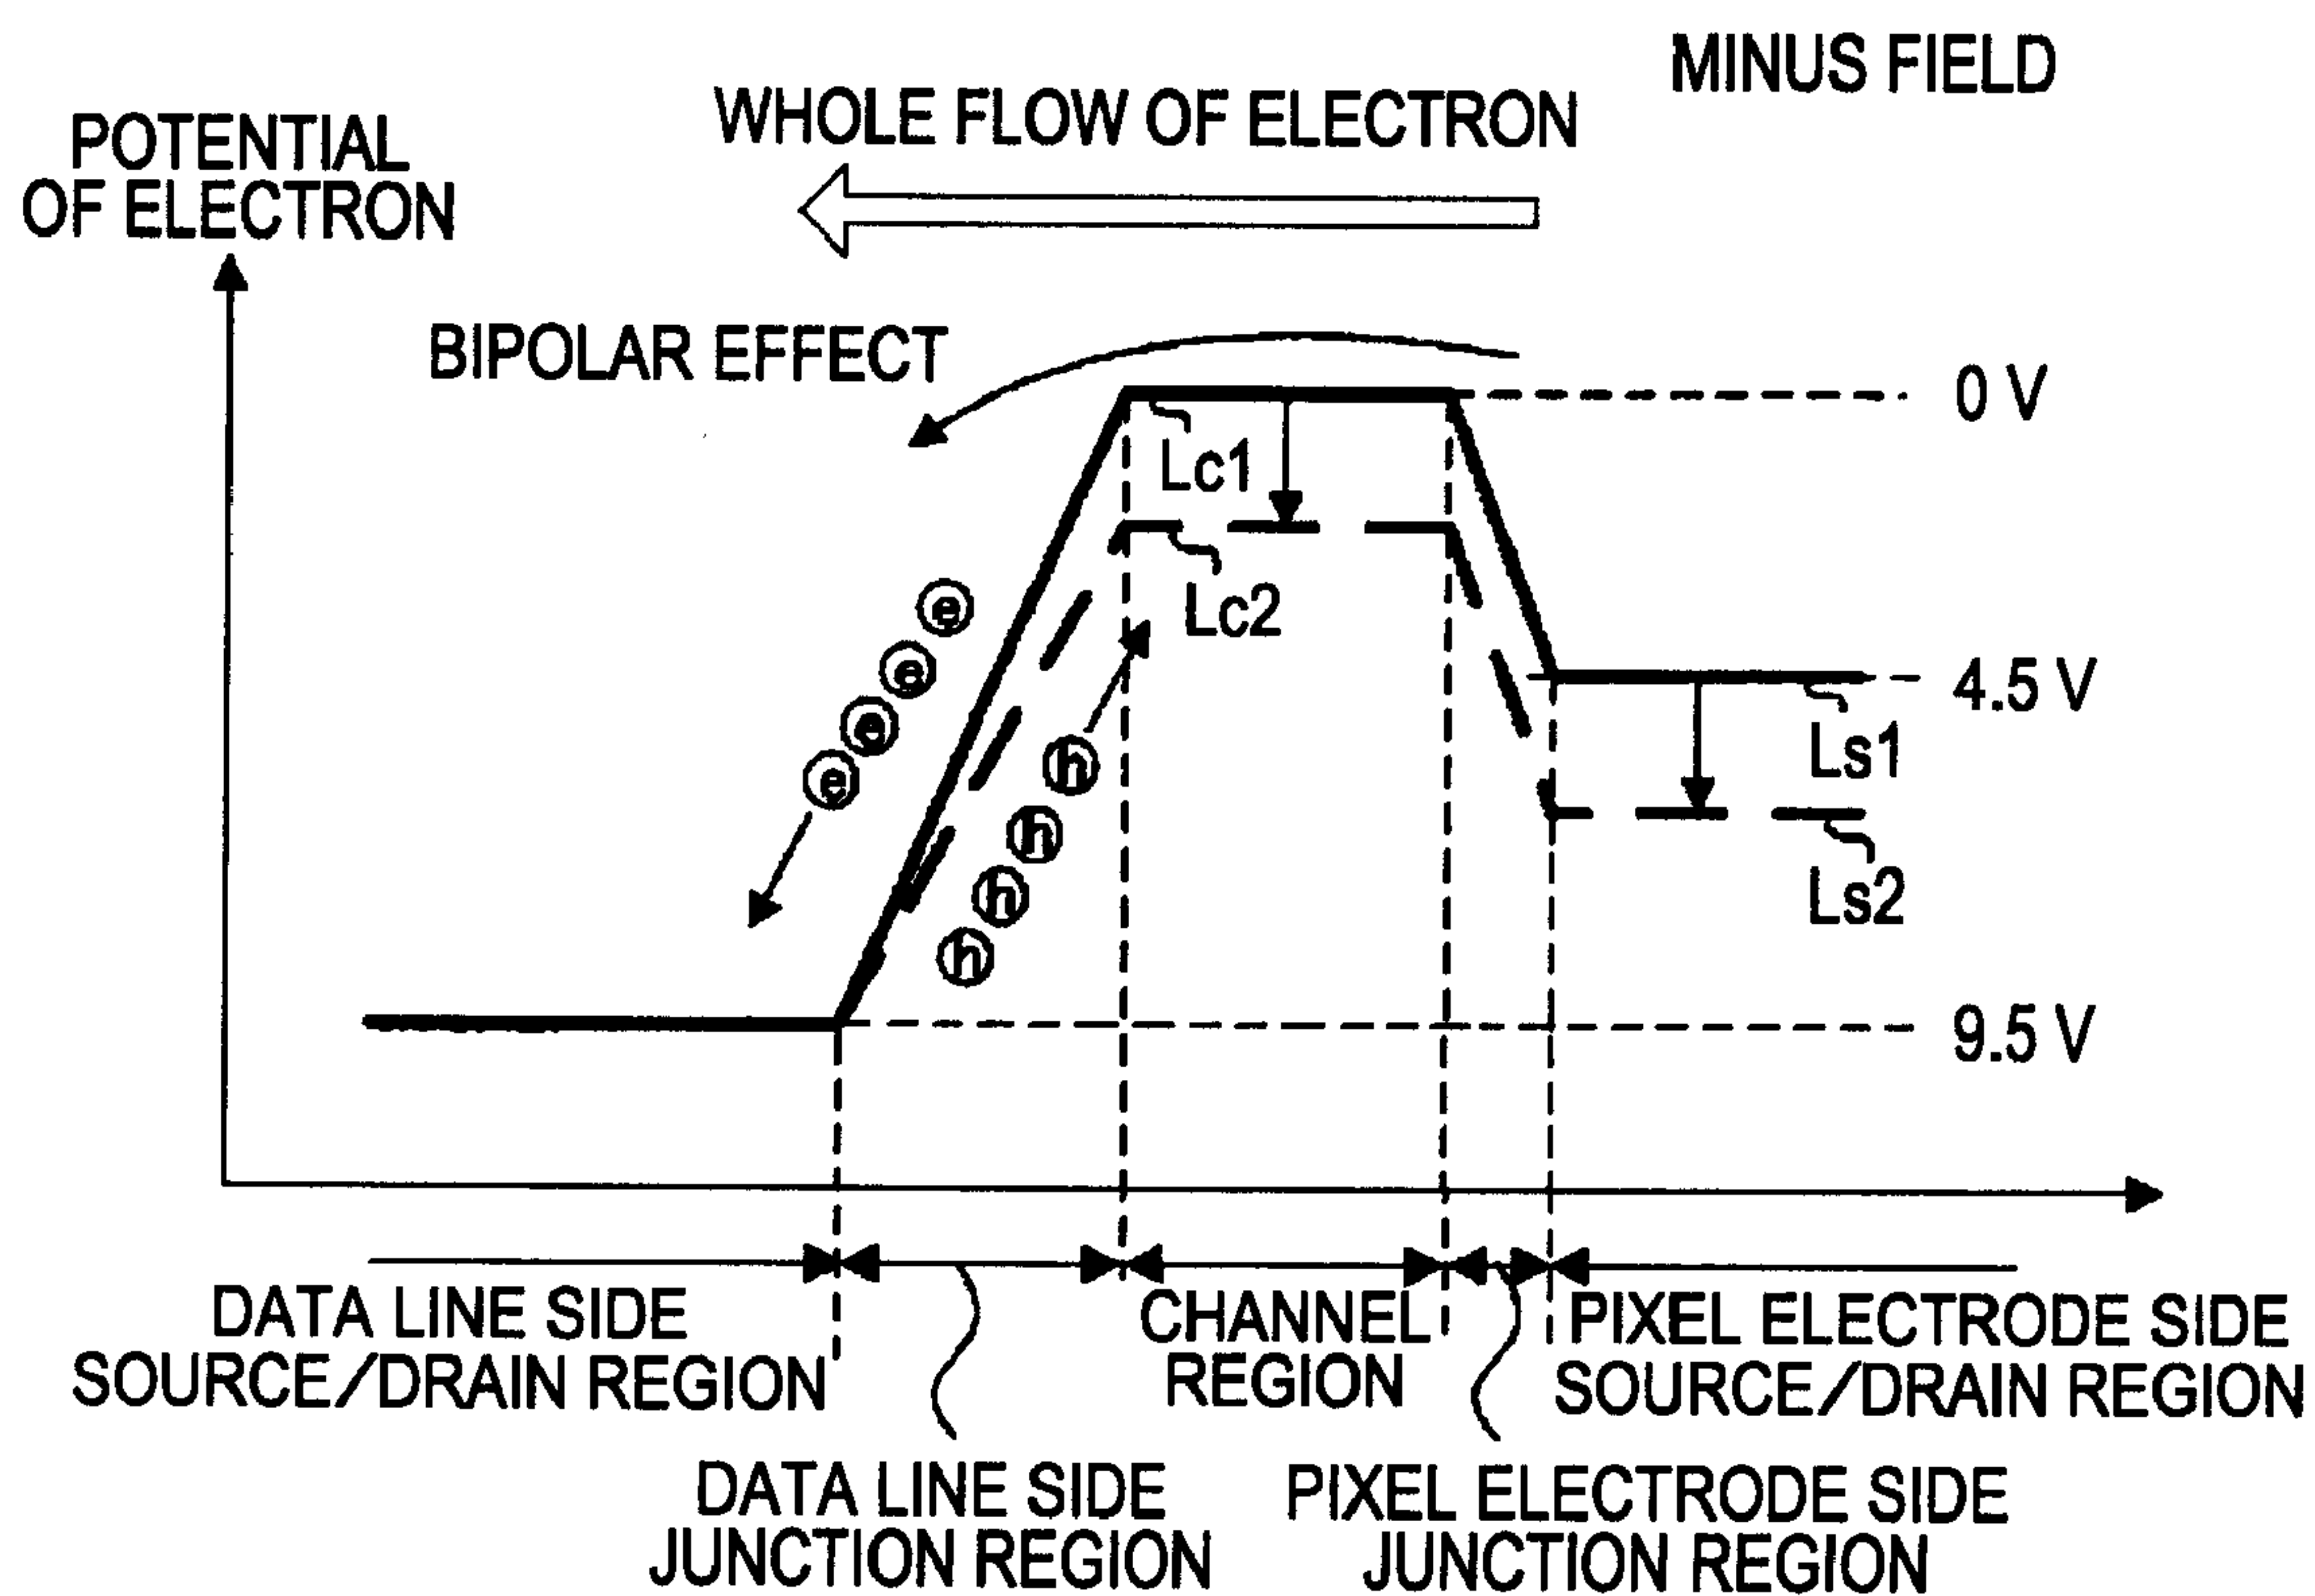 MINUS FIELD
WHOLE FLOW OF ELECTRON
POTENTIAL
OF ELECTRON
BIPOLAR EFFECT
0 V
Lc1
Lc2
e
e
e
e
h
h
h
h
4.5 V
Ls1
Ls2
9.5 V
DATA LINE SIDE
SOURCE/DRAIN REGION
CHANNEL
REGION
PIXEL ELECTRODE SIDE
SOURCE/DRAIN REGION
DATA LINE SIDE
JUNCTION REGION
PIXEL ELECTRODE SIDE
JUNCTION REGION